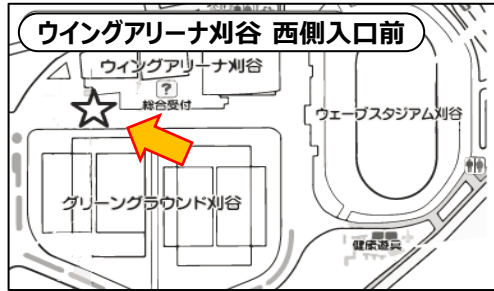 ウイングアリーナ刈谷 西側入口前
ウィングアリーナ刈谷
?
総合受付
ウェーブスタジアム刈谷
グリーングラウンド刈谷
健康遊具